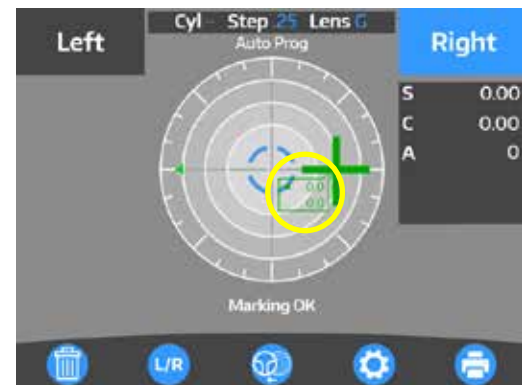 Left
Cyl - Step .25 Lens G
Right
Auto Prog
S 0.00
C 0.00
A 0
0.0
0.0
Marking OK
L/R